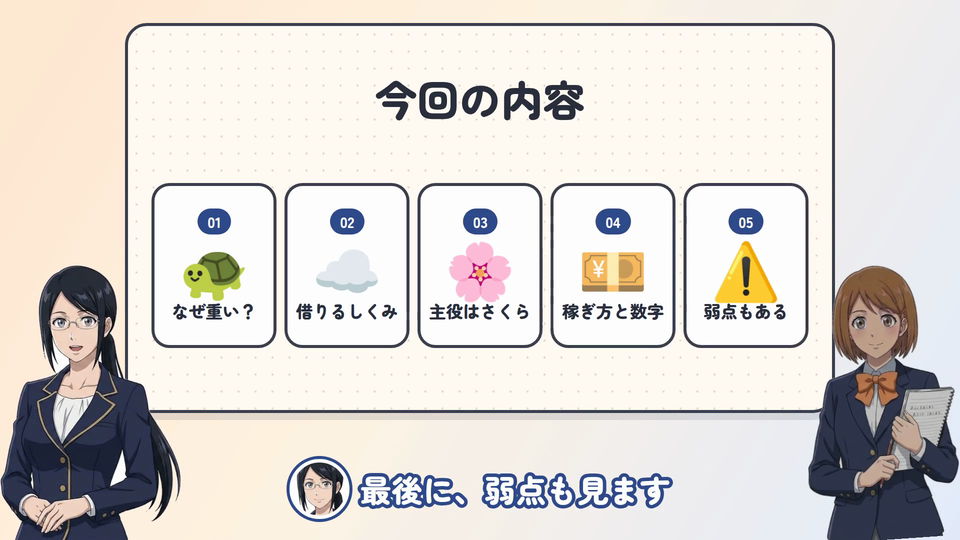 今回の内容
01
なぜ重い？
02
借りるしくみ
03
主役はさくら
04
稼ぎ方と数字
05
弱点もある
最後に、弱点も見ます